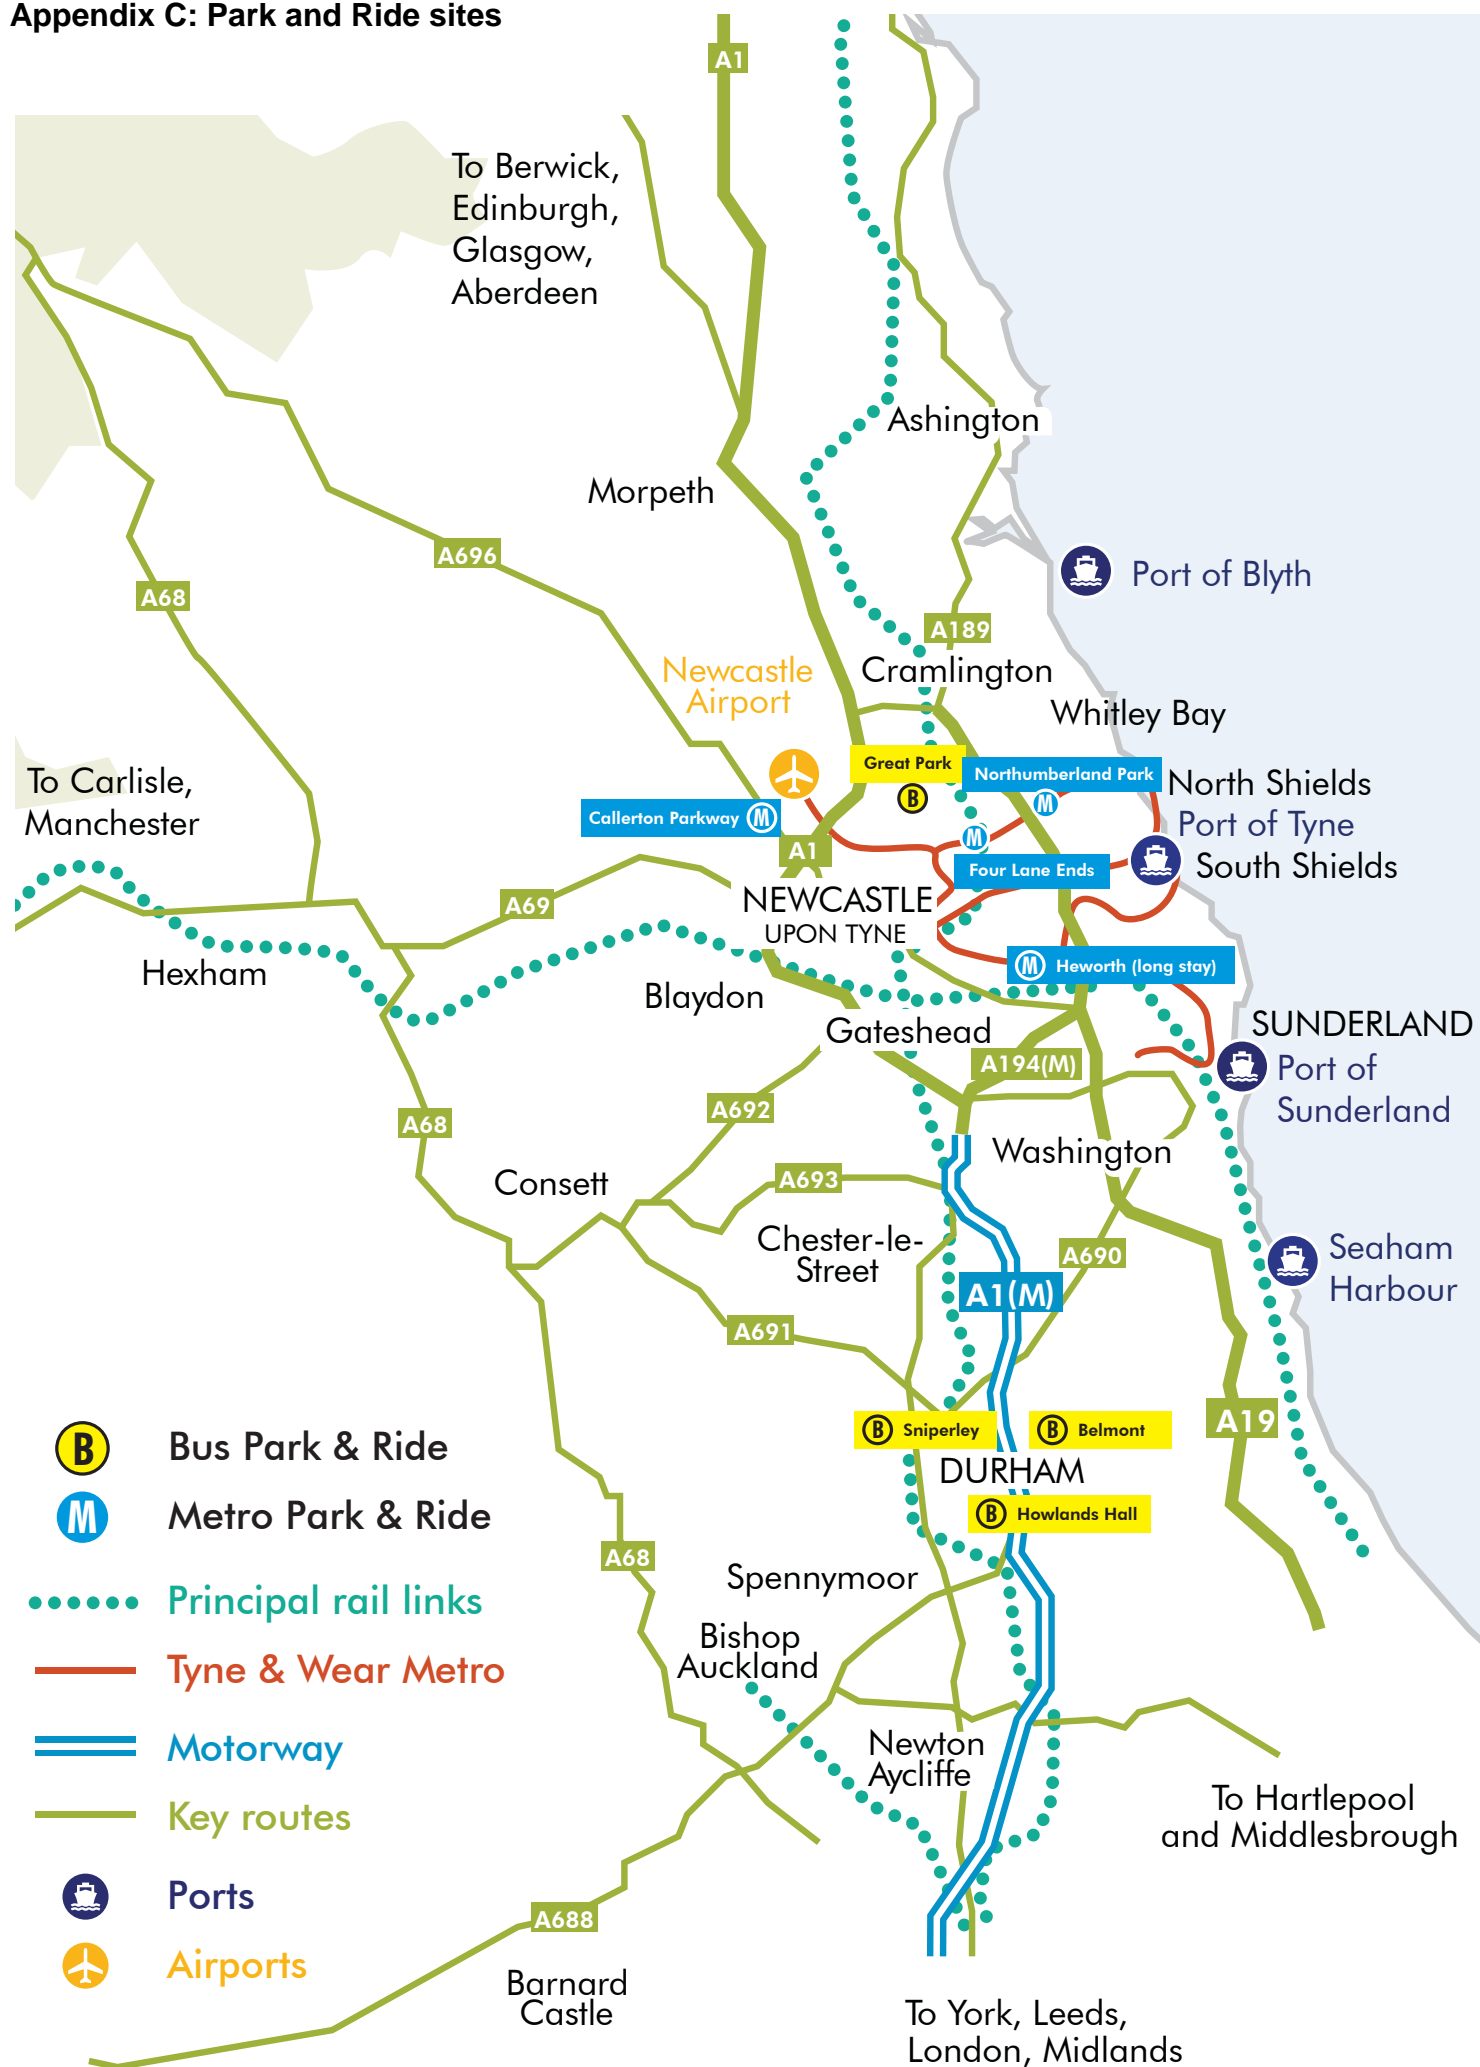 Appendix C: Park and Ride sites
A1
To Berwick,
Edinburgh,
Glasgow,
Aberdeen
Ashington
Morpeth
A696
A68
Port of Blyth
A189
Newcastle
Airport
Cramlington
Whitley Bay
Great Park
B
Northumberland Park
M
To Carlisle,
Manchester
Callerton Parkway M
North Shields
Port of Tyne
South Shields
M
Four Lane Ends
A1
A69
NEWCASTLE
UPON TYNE
Hexham
M Heworth (long stay)
Blaydon
Gateshead
SUNDERLAND
Port of
Sunderland
A194(M)
A68
A692
Washington
Consett
A693
Chester-le-
Street
A690
Seaham
Harbour
A1(M)
A691
A19
B Sniperley
B Belmont
DURHAM
B Howlands Hall
B Bus Park & Ride
M Metro Park & Ride
A68
Spennymoor
Principal rail links
Bishop
Auckland
Tyne & Wear Metro
Motorway
Newton
Aycliffe
Key routes
To Hartlepool
and Middlesbrough
Ports
A688
Airports
Barnard
Castle
To York, Leeds,
London, Midlands